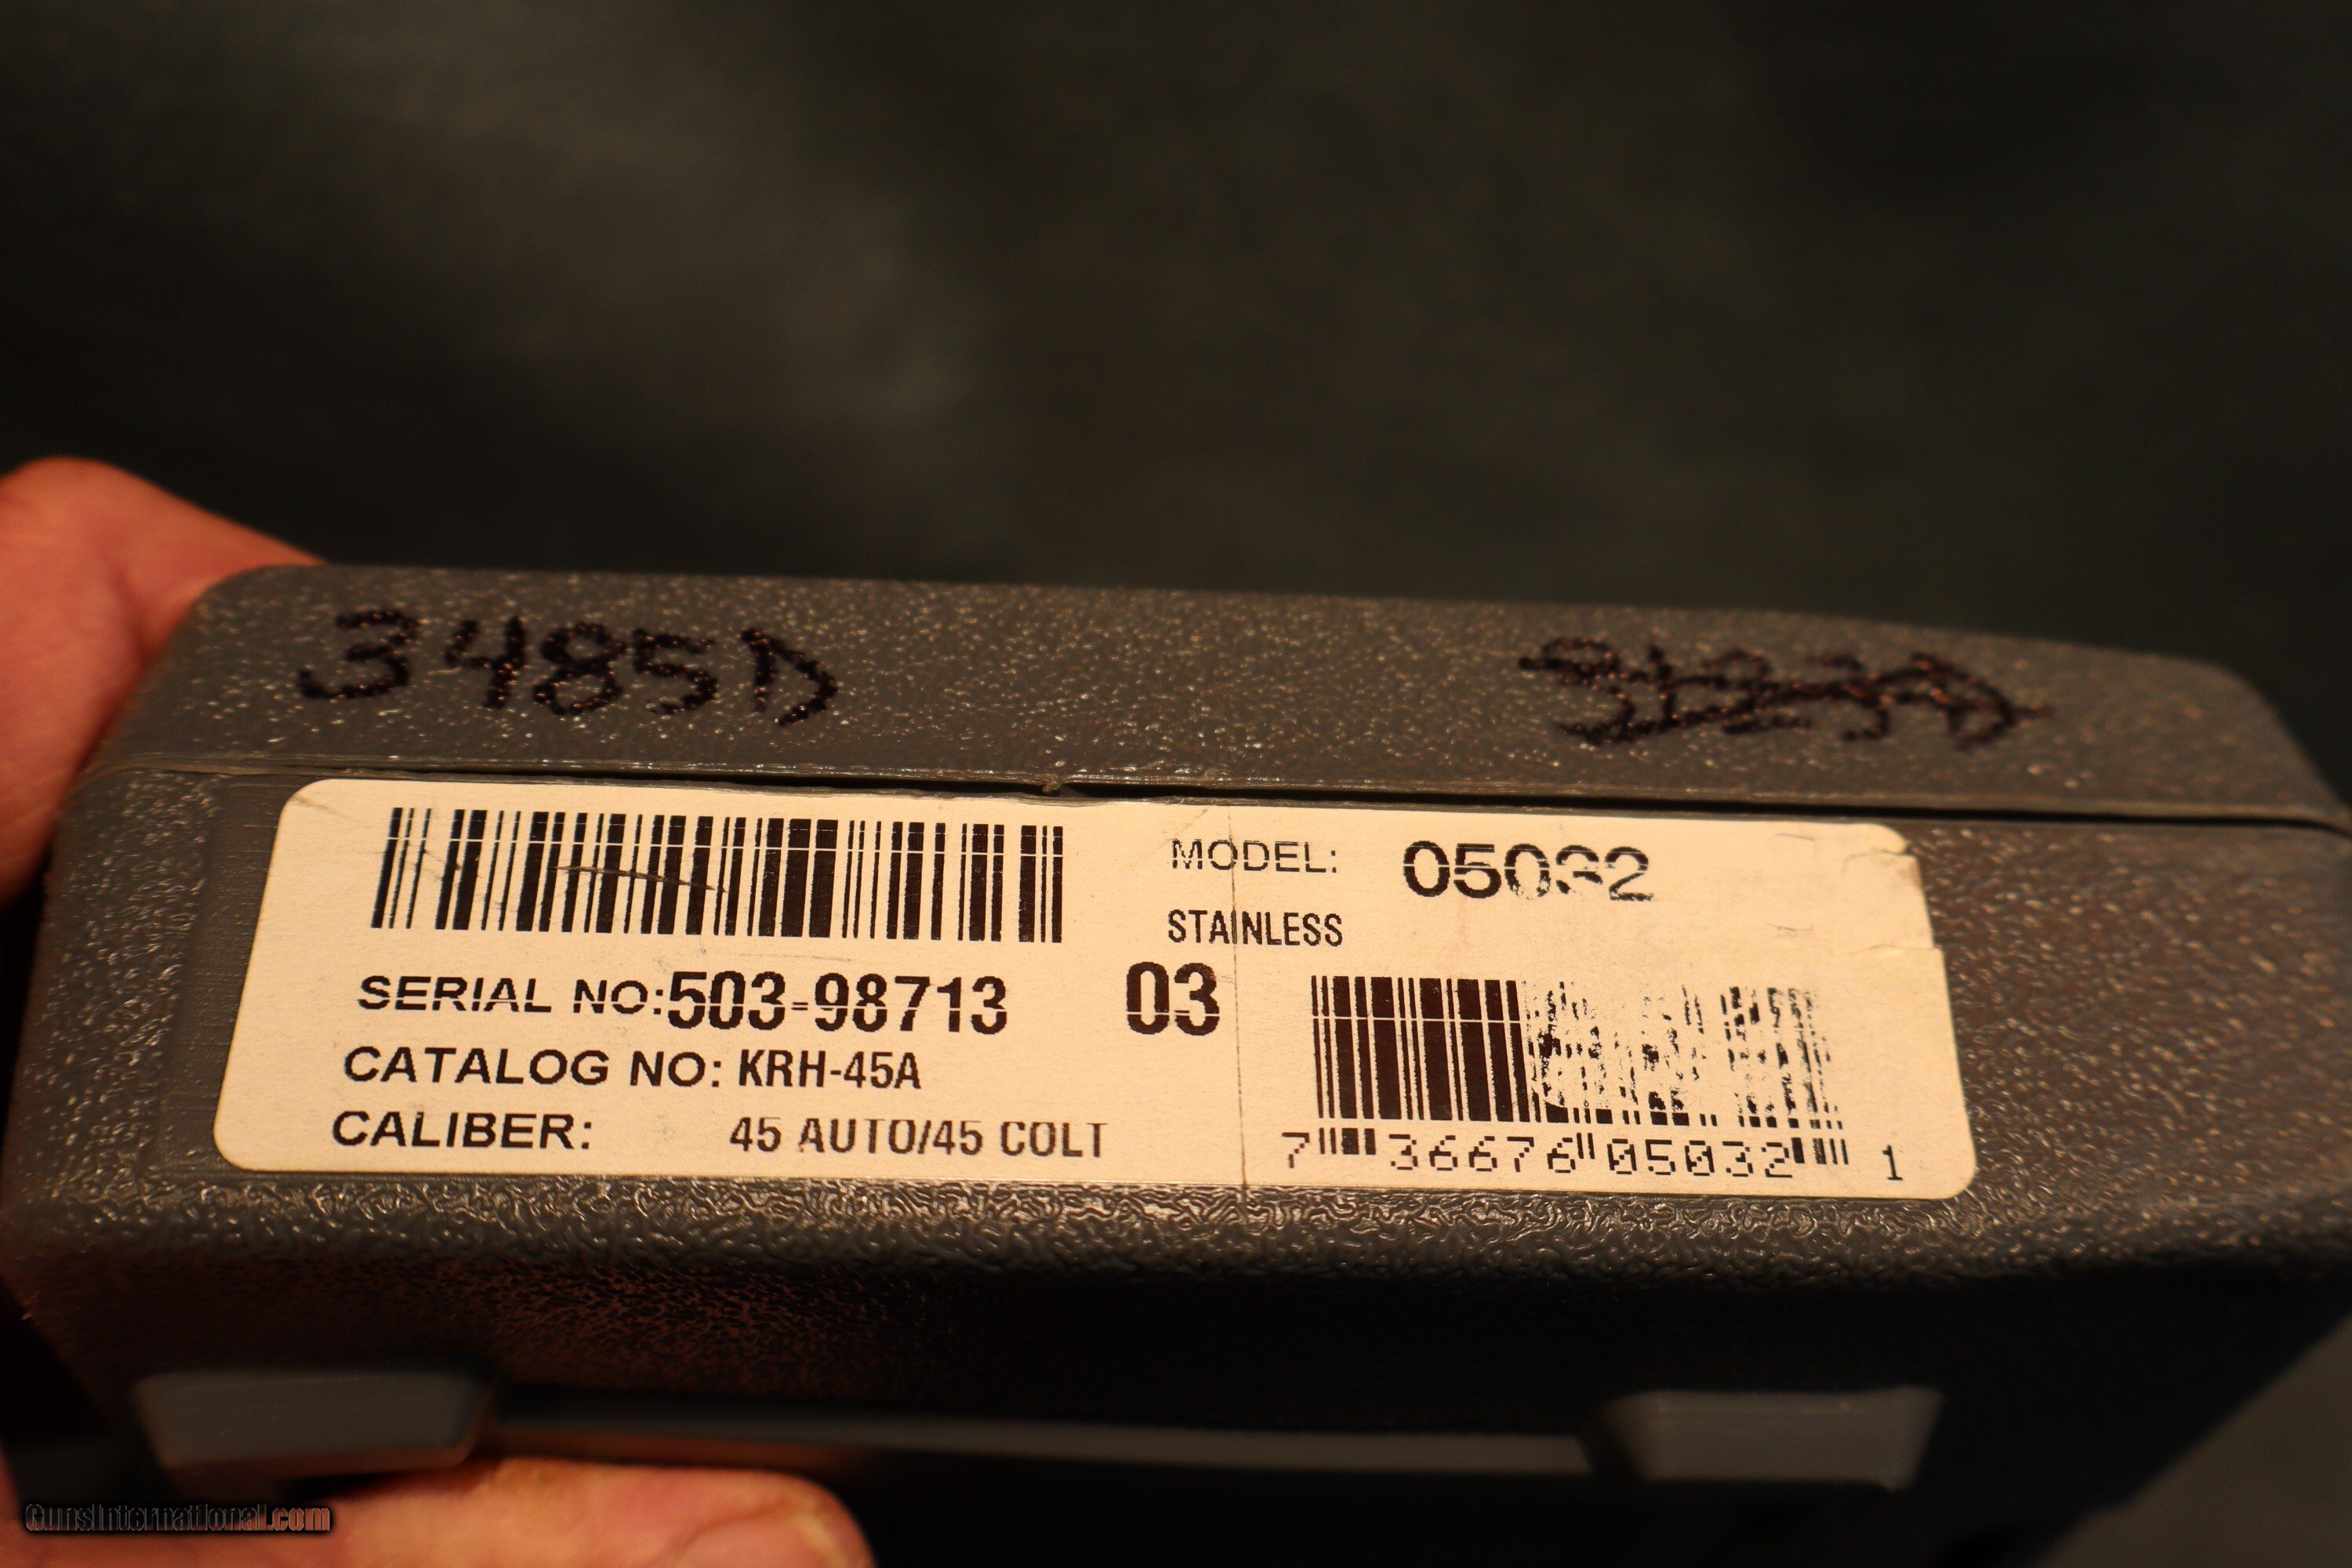 3485D
MODEL: 05032
STAINLESS
SERIAL NO:503-98713 03
CATALOG NO: KRH-45A
CALIBER: 45 AUTO/45 COLT
7 36676 05032 1
GunsInternational.com